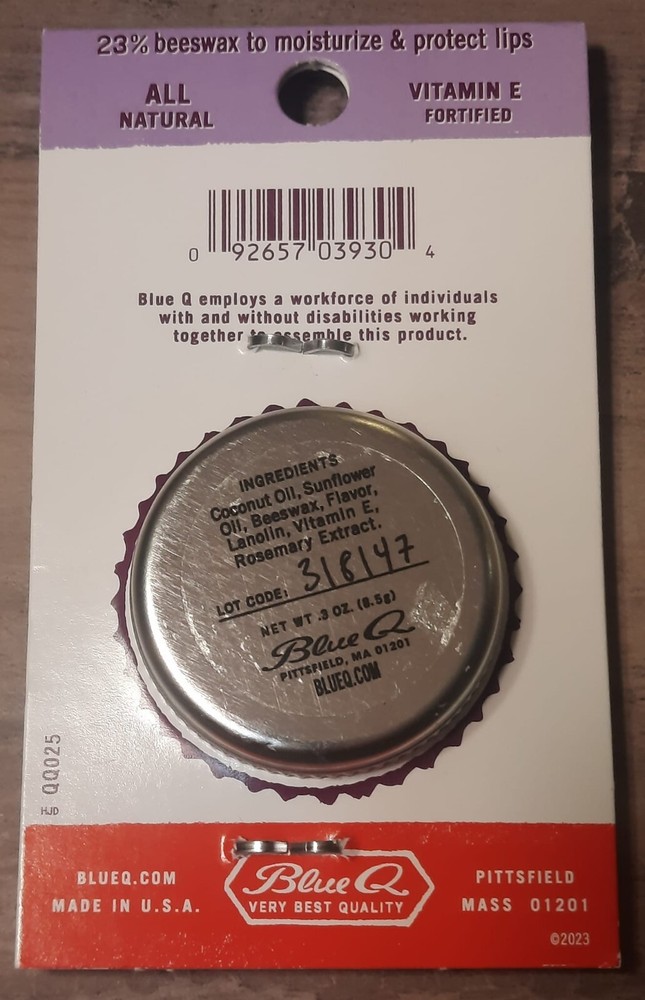 23% beeswax to moisturize & protect lips
ALL
NATURAL
VITAMIN E
FORTIFIED
0 92657 03930 4
Blue Q employs a workforce of individuals
with and without disabilities working
together to assemble this product.
INGREDIENTS
Coconut Oil, Sunflower
Oil, Beeswax, Flavor,
Lanolin, Vitamin E,
Rosemary Extract.
LOT CODE: 318147
NET WT .3 OZ. (8.5g)
Blue Q
PITTSFIELD, MA 01201
BLUEQ.COM
QQ025
HJD
BLUEQ.COM
MADE IN U.S.A.
Blue Q
VERY BEST QUALITY
PITTSFIELD
MASS 01201
©2023